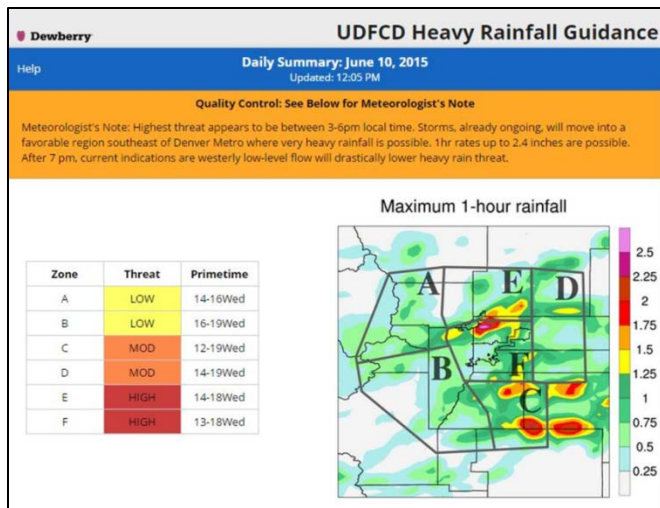 Dewberry
UDFCD Heavy Rainfall Guidance
Help
Daily Summary: June 10, 2015
Updated: 12:05 PM
Quality Control: See Below for Meteorologist's Note
Meteorologist's Note: Highest threat appears to be between 3-6pm local time. Storms, already ongoing, will move into a
favorable region southeast of Denver Metro where very heavy rainfall is possible. 1hr rates up to 2.4 inches are possible.
After 7 pm, current indications are westerly low-level flow will drastically lower heavy rain threat.
Zone Threat Primetime
A LOW 14-16Wed
B LOW 16-19Wed
C MOD 12-19Wed
D MOD 14-19Wed
E HIGH 14-18Wed
F HIGH 13-18Wed
Maximum 1-hour rainfall
A E D
B F
C
2.5
2.25
2
1.75
1.5
1.25
1
0.75
0.5
0.25